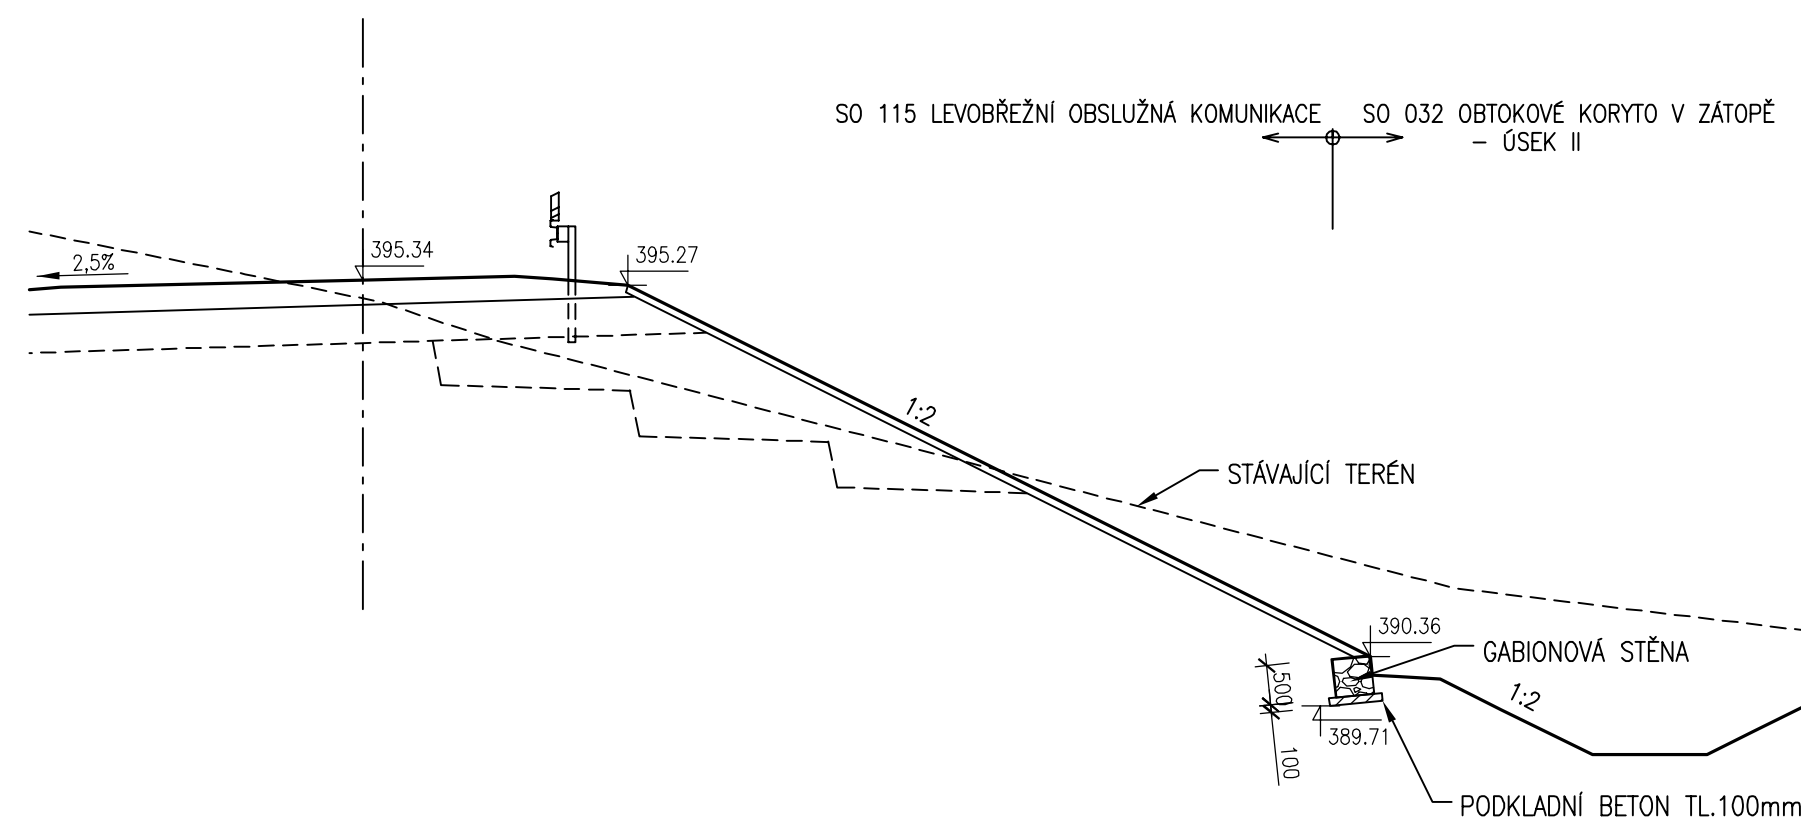 SO 115 LEVOBŘEŽNÍ OBSLUŽNÁ KOMUNIKACE
SO 032 OBTOKOVÉ KORYTO V ZÁTOPĚ
– ÚSEK II
2,5%
395.34
395.27
1:2
STÁVAJÍCÍ TERÉN
390.36
GABIONOVÁ STĚNA
500
1:2
389.71
100
PODKLADNÍ BETON TL.100mm